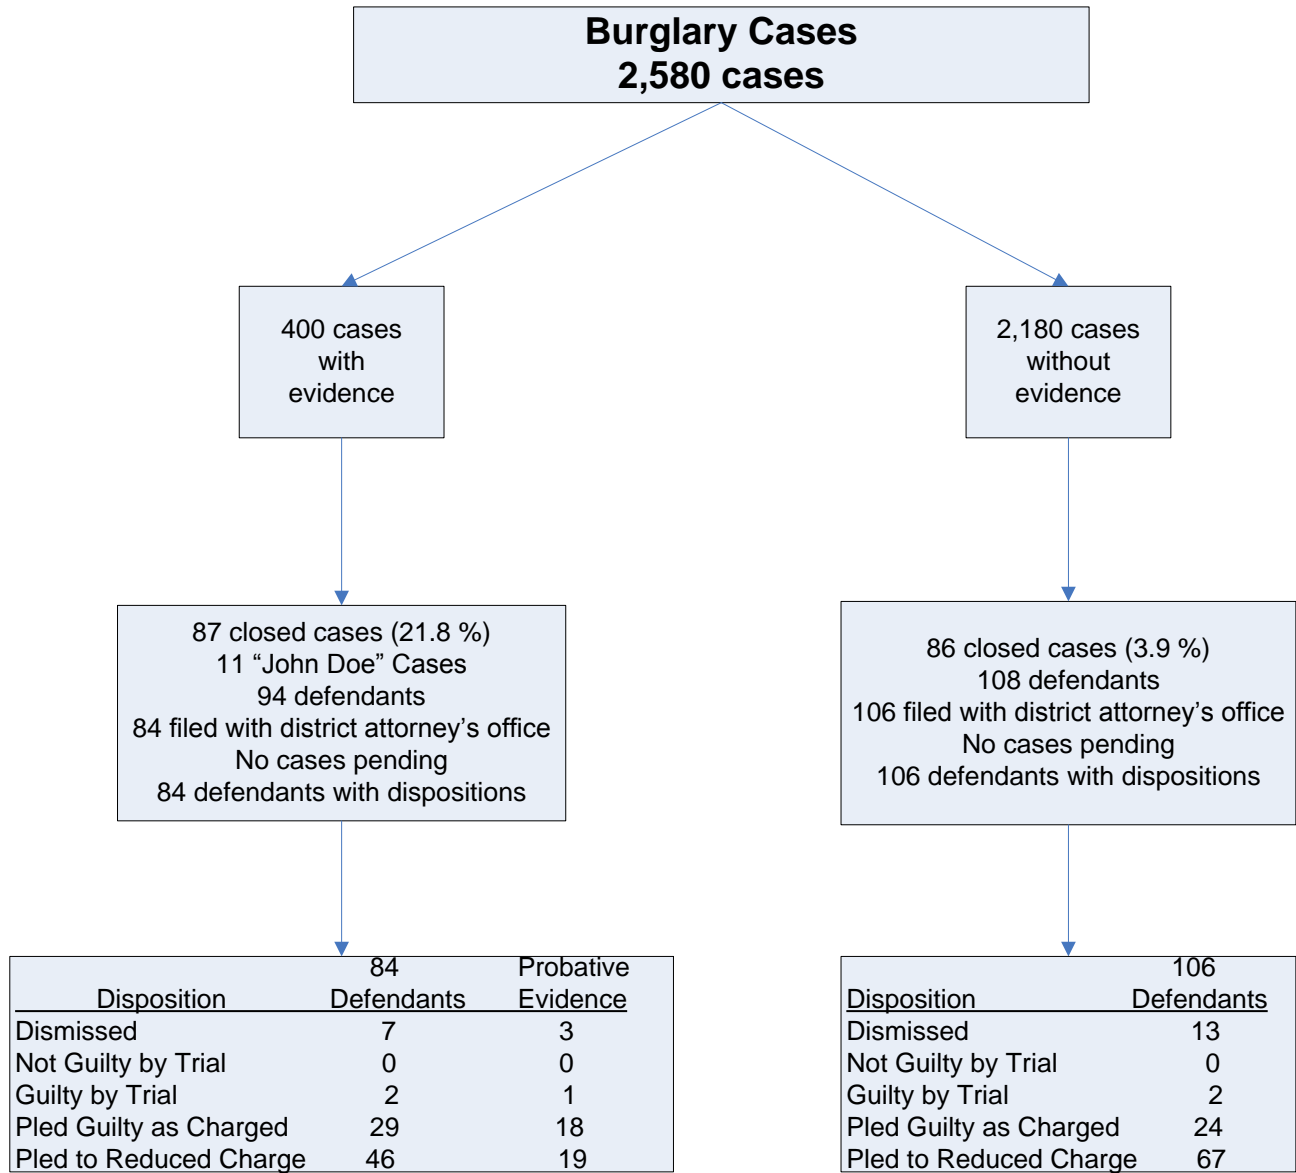 Burglary Cases
2,580 cases
400 cases
with
evidence
2,180 cases
without
evidence
87 closed cases (21.8 %)
11 “John Doe” Cases
94 defendants
84 filed with district attorney’s office
No cases pending
84 defendants with dispositions
86 closed cases (3.9 %)
108 defendants
106 filed with district attorney’s office
No cases pending
106 defendants with dispositions
84 Probative
Disposition Defendants Evidence
Dismissed 7 3
Not Guilty by Trial 0 0
Guilty by Trial 2 1
Pled Guilty as Charged 29 18
Pled to Reduced Charge 46 19
106
Disposition Defendants
Dismissed 13
Not Guilty by Trial 0
Guilty by Trial 2
Pled Guilty as Charged 24
Pled to Reduced Charge 67